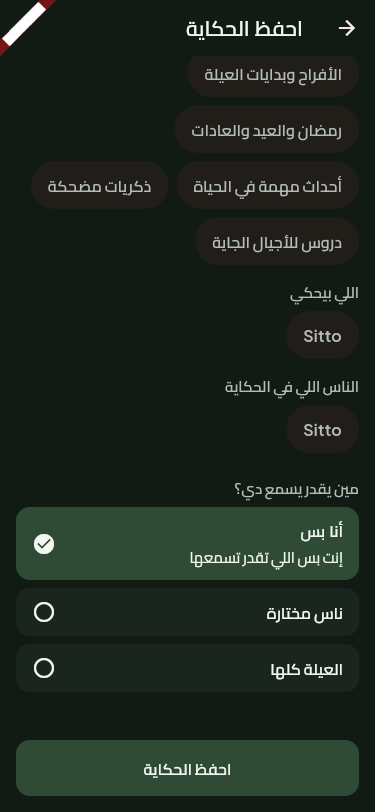 احفظ الحكاية
الأفراح وبدايات العيلة
رمضان والعيد والعادات
أحداث مهمة في الحياة
ذكريات مضحكة
دروس للأجيال الجاية
اللي بيحكي
Sitto
الناس اللي في الحكاية
Sitto
مين يقدر يسمع دي؟
أنا بس
إنت بس اللي تقدر تسمعها
ناس مختارة
العيلة كلها
احفظ الحكاية